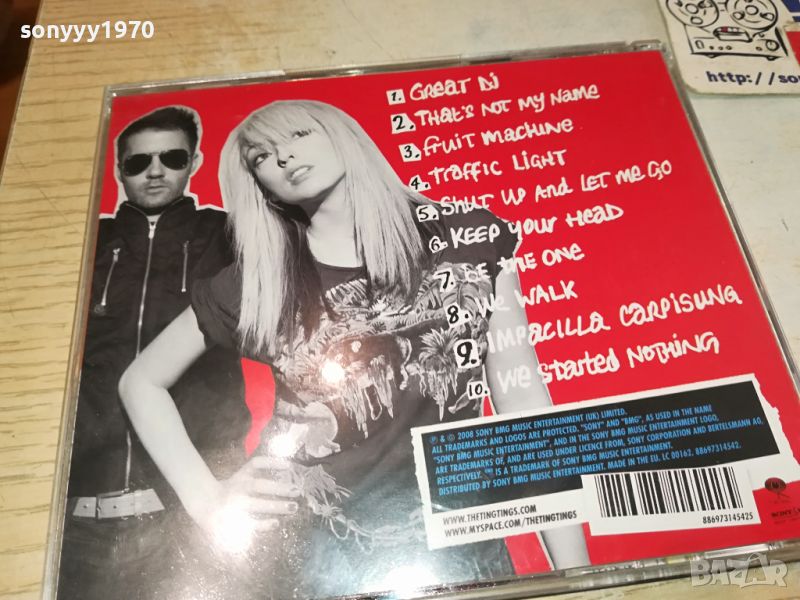 sonyyy1970
http://so
1. GREAT DJ
2. THAT'S NOT MY NAME
3. FRUIT MACHINE
4. TRAFFIC LIGHT
5. SHUT UP AND LET ME GO
6. KEEP YOUR HEAD
7. BE THE ONE
8. WE WALK
9. IMPACILLA CARPISUNG
10. WE STARTED NOTHING
℗ & © 2008 SONY BMG MUSIC ENTERTAINMENT (UK) LIMITED.
ALL TRADEMARKS AND LOGOS ARE PROTECTED. "SONY" AND "BMG", AS USED IN THE NAME
"SONY BMG MUSIC ENTERTAINMENT", AND IN THE SONY BMG MUSIC ENTERTAINMENT LOGO,
ARE TRADEMARKS OF, AND ARE USED UNDER LICENCE FROM, SONY CORPORATION AND BERTELSMANN AG,
RESPECTIVELY. IS A TRADEMARK OF SONY BMG MUSIC ENTERTAINMENT. MADE IN THE EU. LC 00162. 88697314542.
DISTRIBUTED BY SONY BMG MUSIC ENTERTAINMENT.
WWW.THETINGTINGS.COM
WWW.MYSPACE.COM/THETINGTINGS
886973145425
SONY
BAZAR